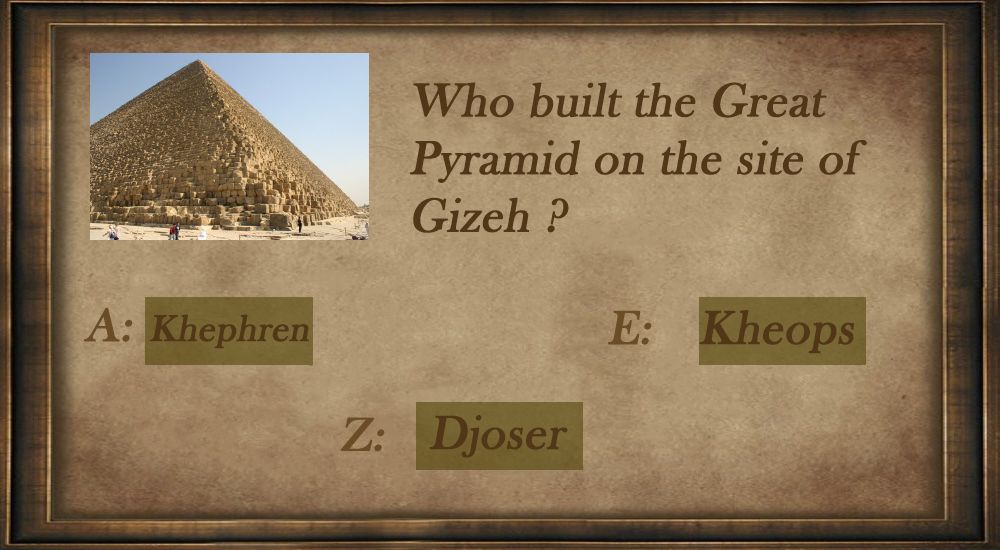 Who built the Great
Pyramid on the site of
Gizeh ?
A: Khephren
E: Kheops
Z: Djoser